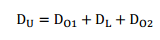 D_U = D_O1 + D_L + D_O2